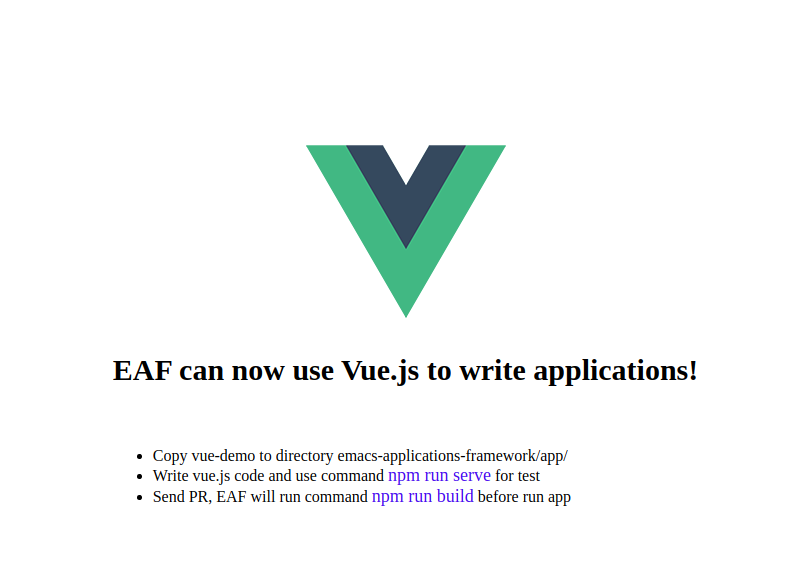 EAF can now use Vue.js to write applications!
Copy vue-demo to directory emacs-applications-framework/app/
Write vue.js code and use command npm run serve for test
Send PR, EAF will run command npm run build before run app